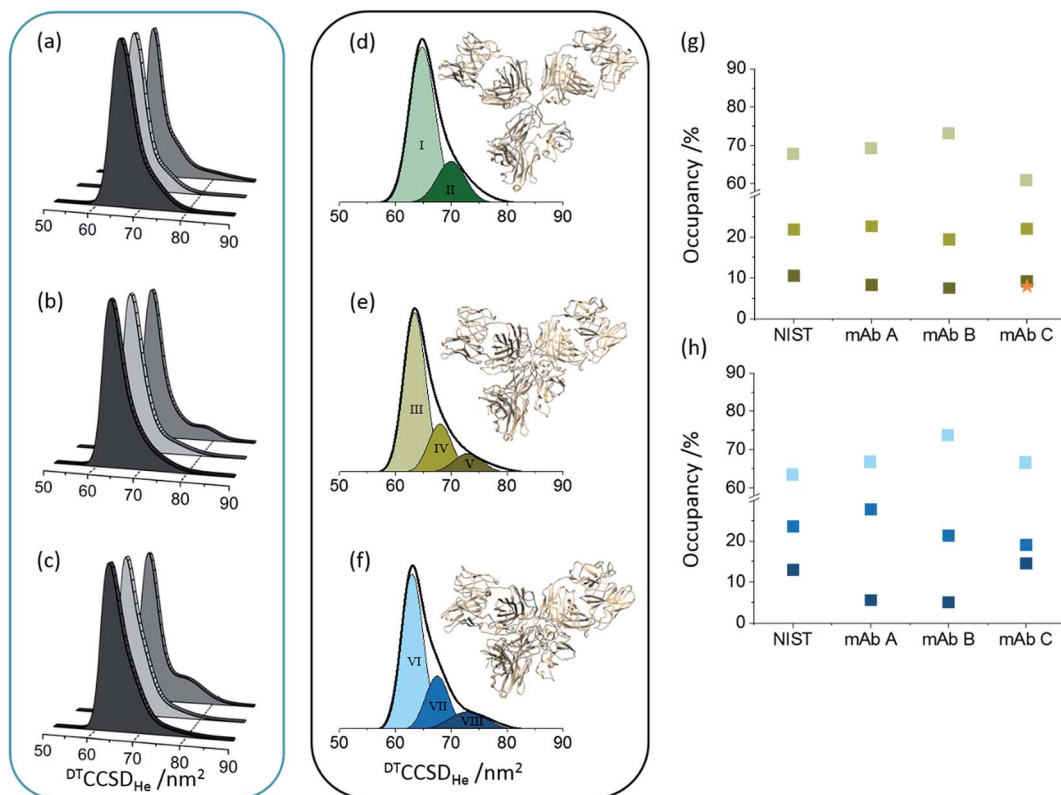 (a)
50 60 70 80 90
(b)
50 60 70 80 90
(c)
50 60 70 80 90
DTCCSDHe /nm2
(d)
I
II
50 60 70 80 90
(e)
III
IV
V
50 60 70 80 90
(f)
VI
VII
VIII
50 60 70 80 90
DTCCSDHe /nm2
(g)
Occupancy /%
90
80
70
60
20
10
0
NIST mAb A mAb B mAb C
(h)
Occupancy /%
90
80
70
60
20
10
0
NIST mAb A mAb B mAb C